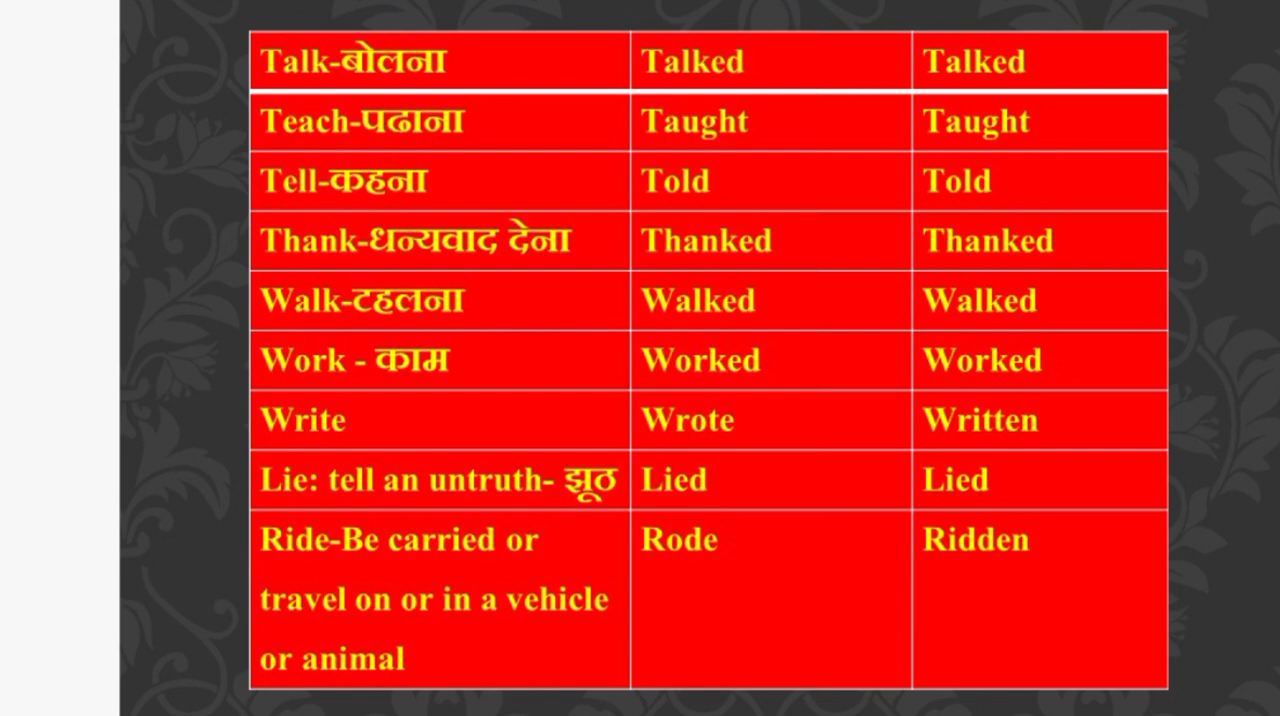 Talk-बोलना Talked Talked
Teach-पढाना Taught Taught
Tell-कहना Told Told
Thank-धन्यवाद देना Thanked Thanked
Walk-टहलना Walked Walked
Work - काम Worked Worked
Write Wrote Written
Lie: tell an untruth- झूठ Lied Lied
Ride-Be carried or Rode Ridden
travel on or in a vehicle
or animal